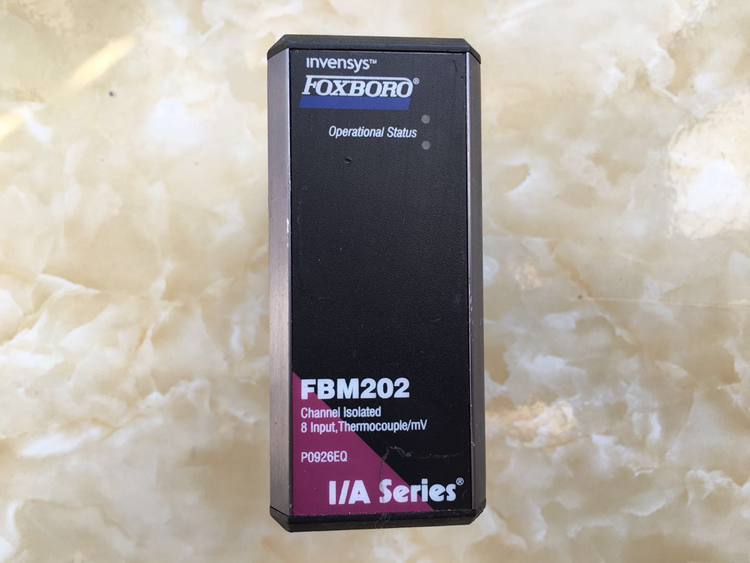 invensys™
FOXBORO®
Operational Status
FBM202
Channel Isolated
8 Input,Thermocouple/mV
P0926EQ
I/A Series®